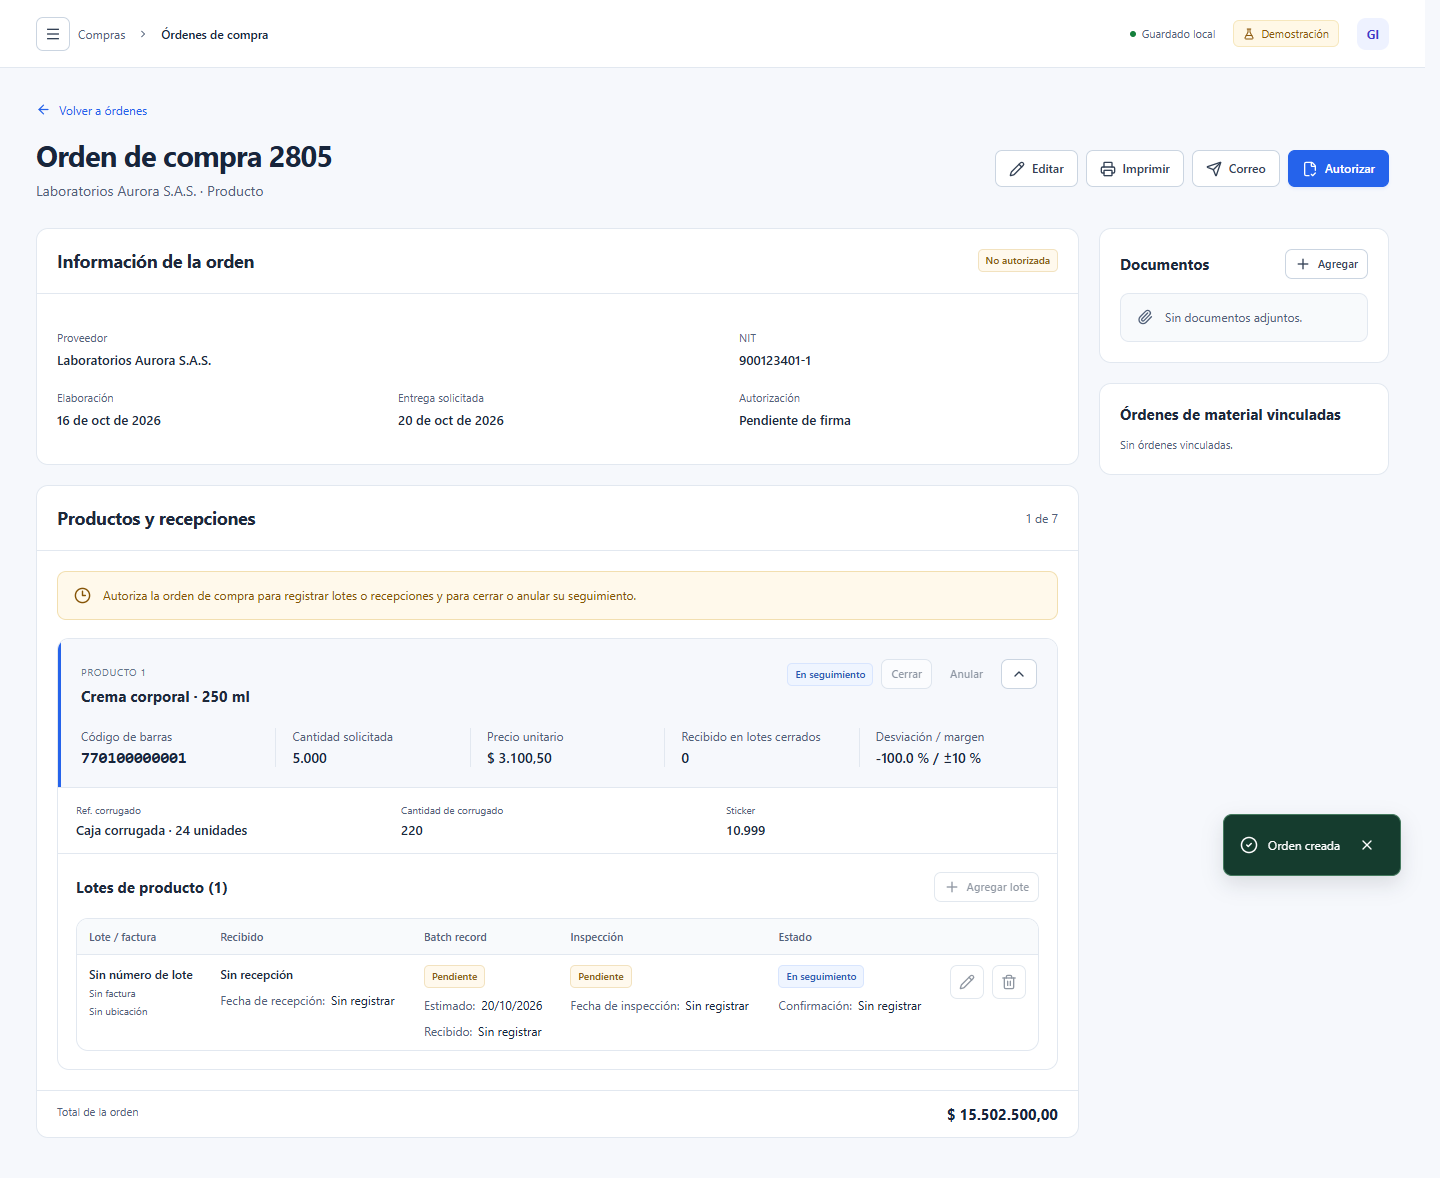 Compras > Órdenes de compra
Guardado local
Demostración
GI
Volver a órdenes
Orden de compra 2805
Laboratorios Aurora S.A.S. · Producto
Editar
Imprimir
Correo
Autorizar
Información de la orden
No autorizada
Proveedor
Laboratorios Aurora S.A.S.
NIT
900123401-1
Elaboración
16 de oct de 2026
Entrega solicitada
20 de oct de 2026
Autorización
Pendiente de firma
Documentos
Agregar
Sin documentos adjuntos.
Órdenes de material vinculadas
Sin órdenes vinculadas.
Productos y recepciones
1 de 7
Autoriza la orden de compra para registrar lotes o recepciones y para cerrar o anular su seguimiento.
PRODUCTO 1
Crema corporal · 250 ml
En seguimiento
Cerrar
Anular
Código de barras
770100000001
Cantidad solicitada
5.000
Precio unitario
$ 3.100,50
Recibido en lotes cerrados
0
Desviación / margen
-100.0 % / ±10 %
Ref. corrugado
Caja corrugada · 24 unidades
Cantidad de corrugado
220
Sticker
10.999
Lotes de producto (1)
Agregar lote
Lote / factura
Recibido
Batch record
Inspección
Estado
Sin número de lote
Sin factura
Sin ubicación
Sin recepción
Fecha de recepción: Sin registrar
Pendiente
Estimado: 20/10/2026
Recibido: Sin registrar
Pendiente
Fecha de inspección: Sin registrar
En seguimiento
Confirmación: Sin registrar
Total de la orden
$ 15.502.500,00
Orden creada